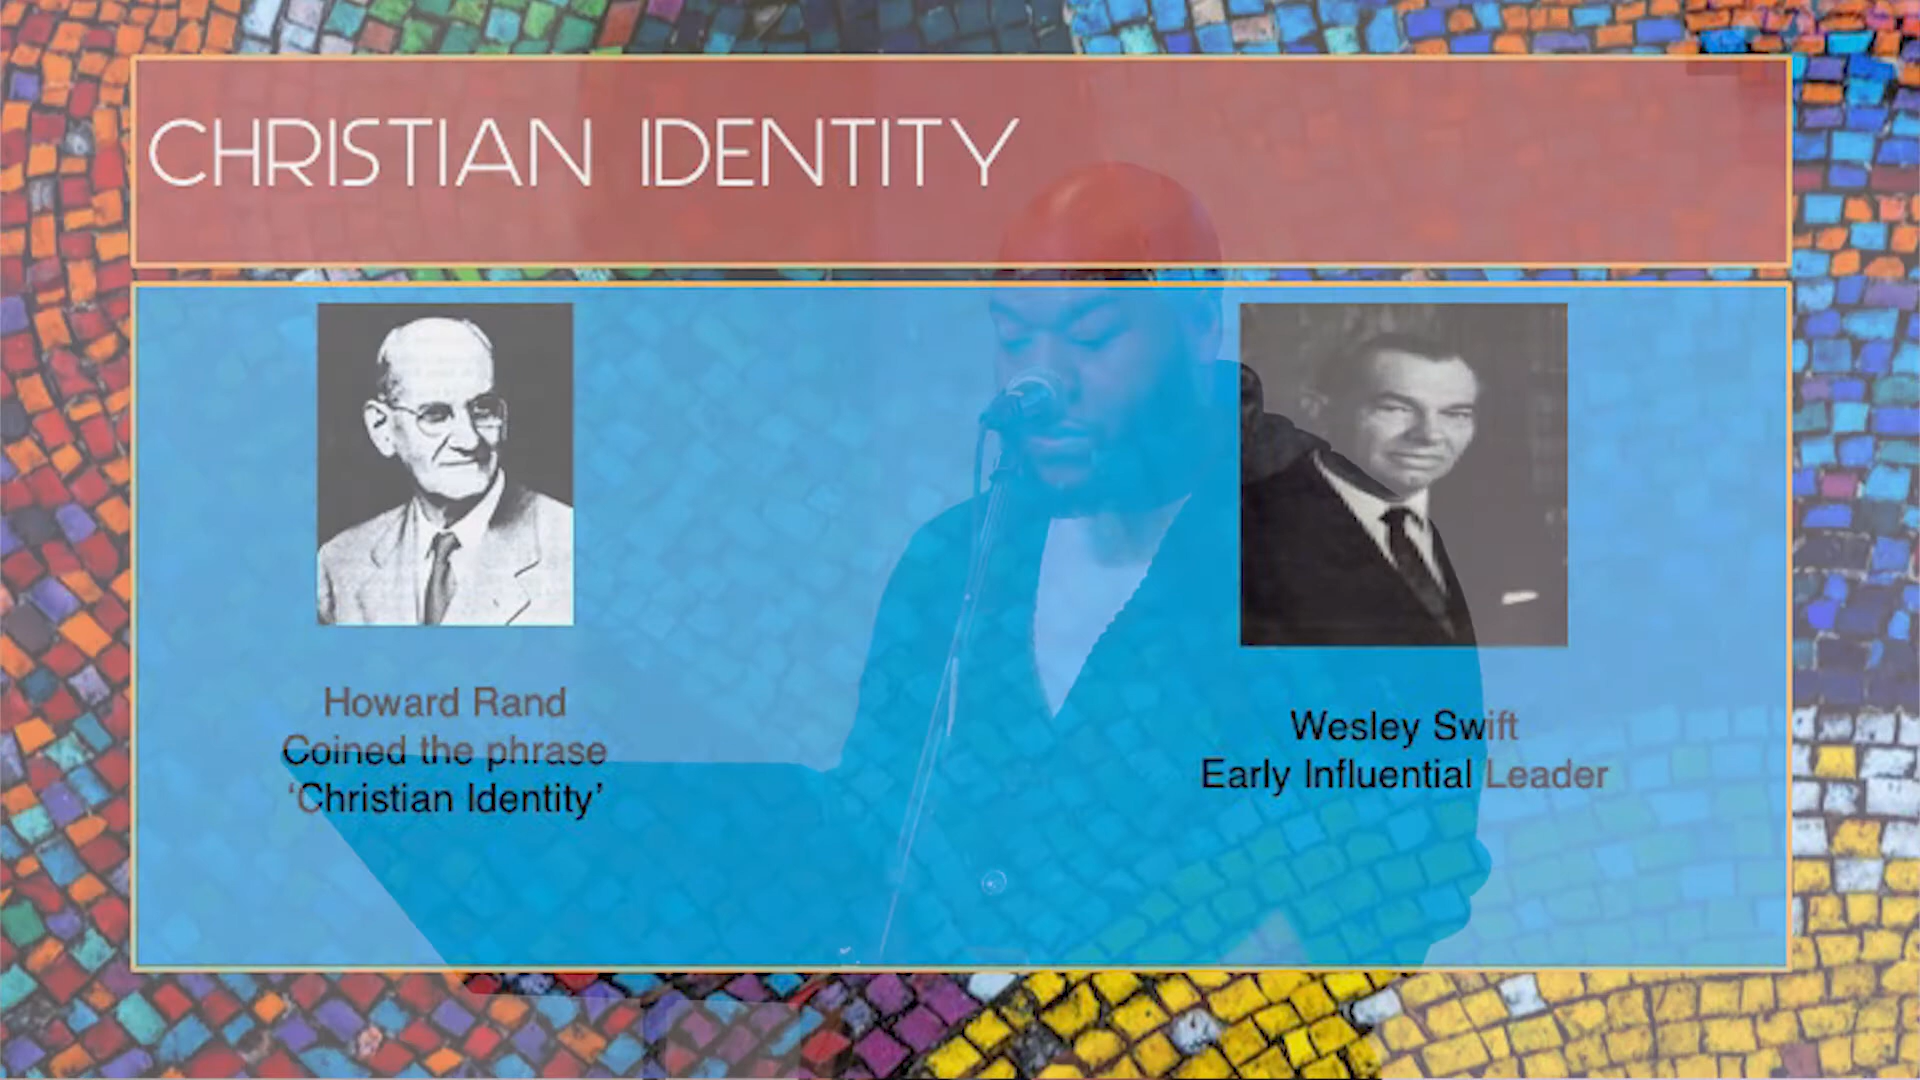 CHRISTIAN IDENTITY
Howard Rand
Coined the phrase
‘Christian Identity’
Wesley Swift
Early Influential Leader